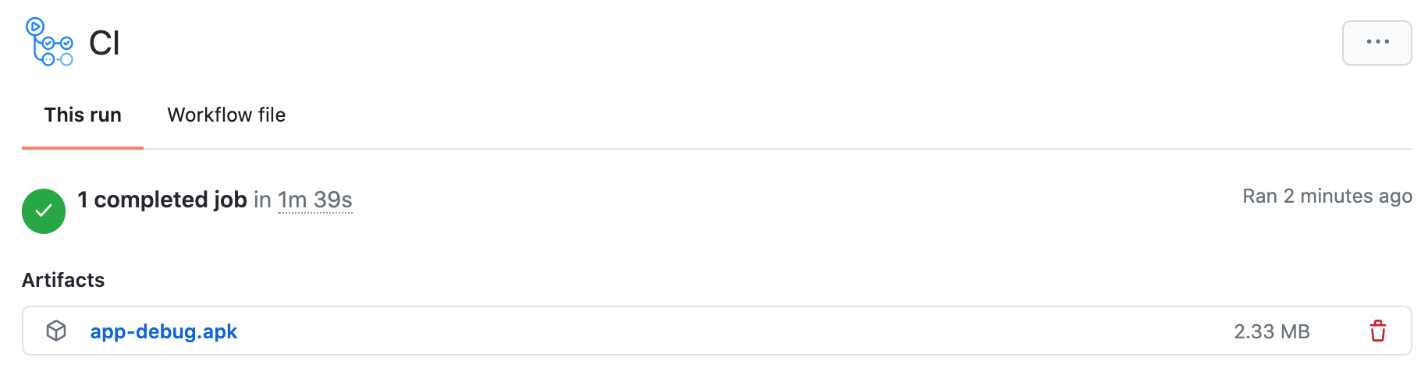 CI
...
This run Workflow file
1 completed job in 1m 39s
Ran 2 minutes ago
Artifacts
app-debug.apk 2.33 MB